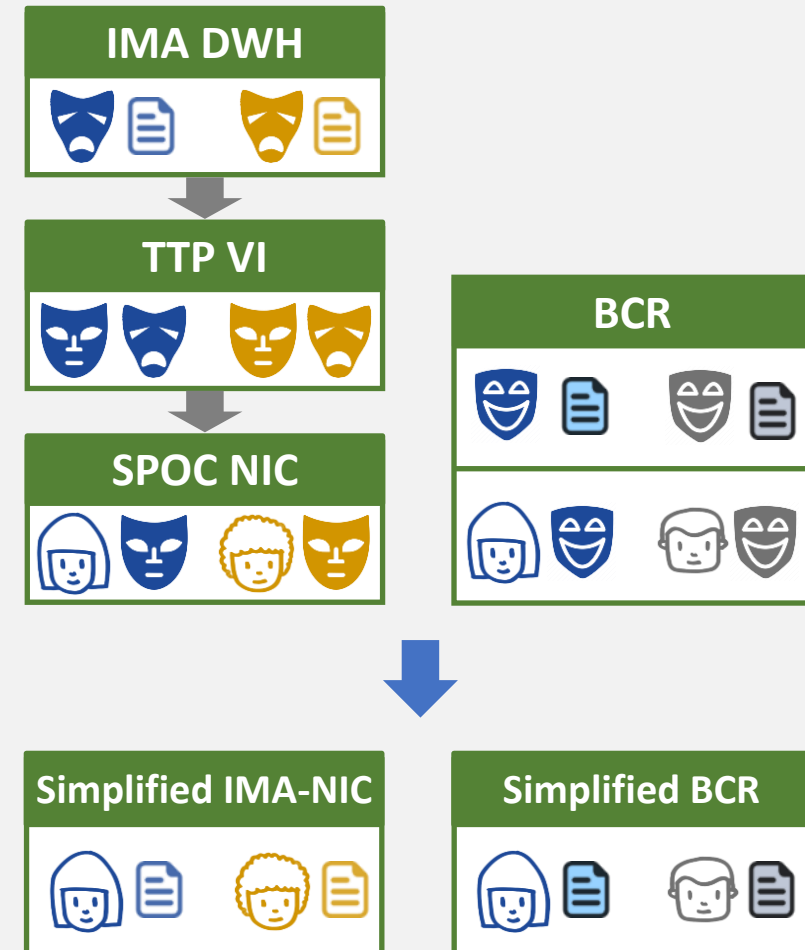 IMA DWH
TTP VI
SPOC NIC
BCR
Simplified IMA-NIC
Simplified BCR